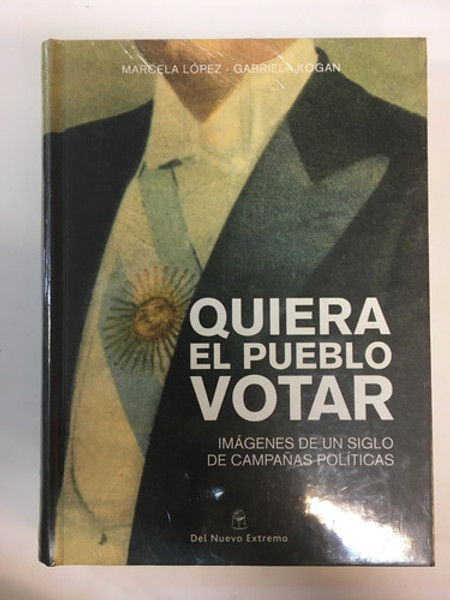 MARCELA LÓPEZ - GABRIELA KOGAN
QUIERA
EL PUEBLO
VOTAR
IMÁGENES DE UN SIGLO
DE CAMPAÑAS POLÍTICAS
Del Nuevo Extremo